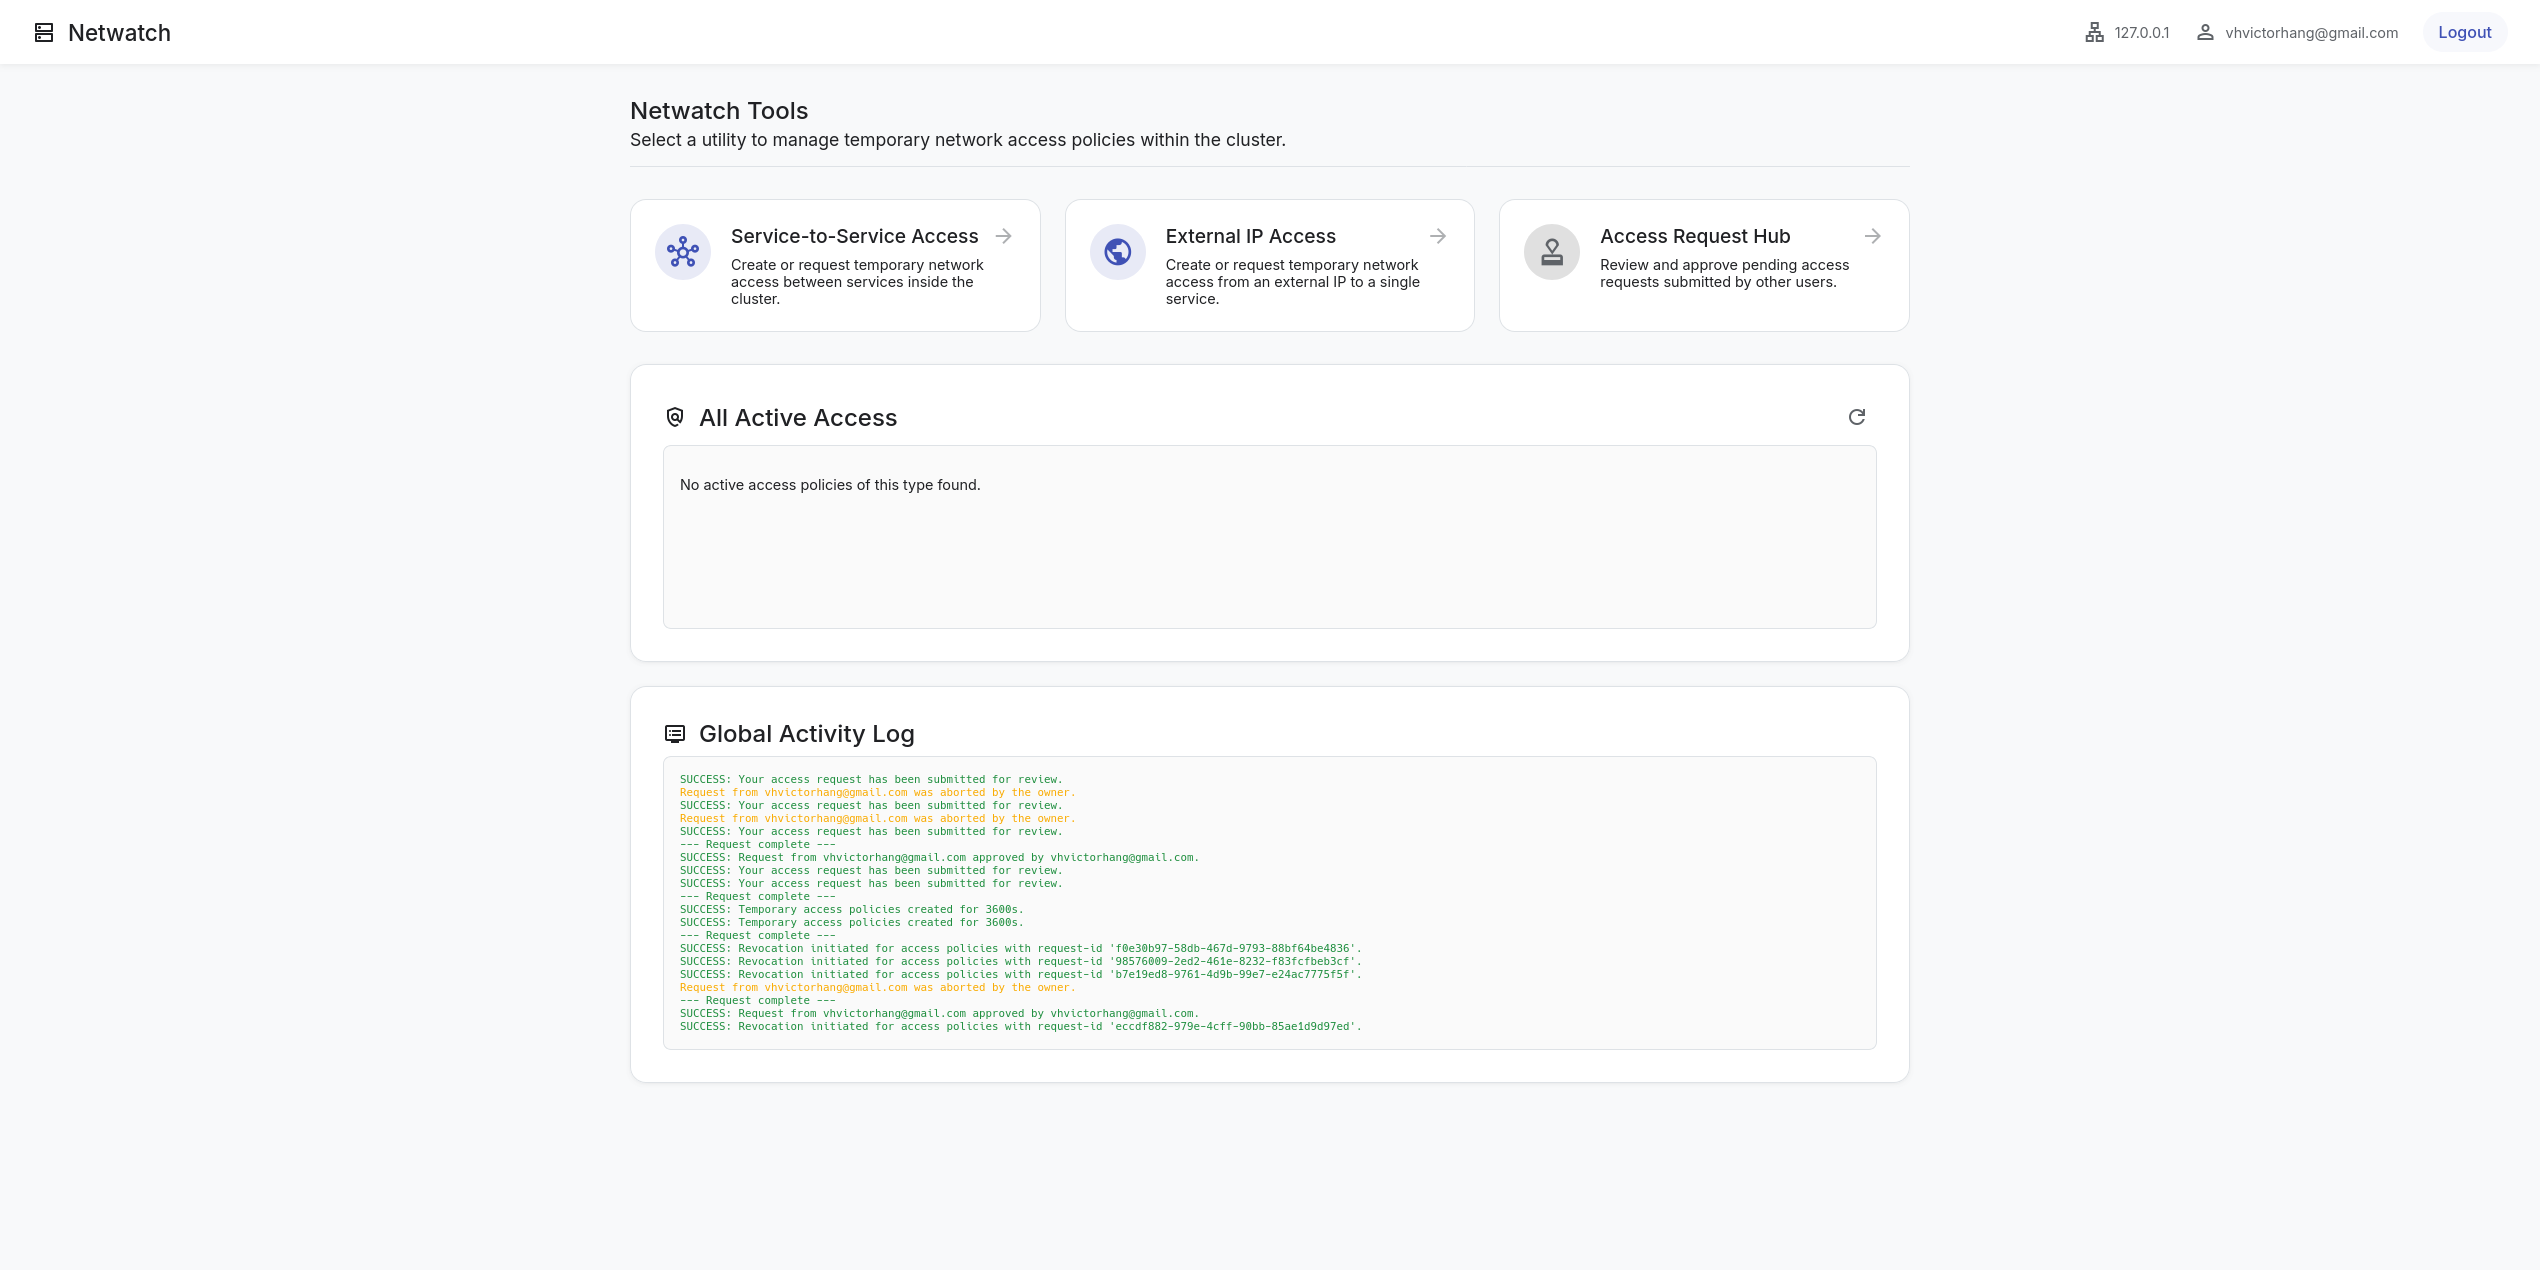 Netwatch
127.0.0.1
vhvictorhang@gmail.com
Logout
Netwatch Tools
Select a utility to manage temporary network access policies within the cluster.
Service-to-Service Access
Create or request temporary network
access between services inside the
cluster.
External IP Access
Create or request temporary network
access from an external IP to a single
service.
Access Request Hub
Review and approve pending access
requests submitted by other users.
All Active Access
No active access policies of this type found.
Global Activity Log
SUCCESS: Your access request has been submitted for review.
Request from vhvictorhang@gmail.com was aborted by the owner.
SUCCESS: Your access request has been submitted for review.
Request from vhvictorhang@gmail.com was aborted by the owner.
SUCCESS: Your access request has been submitted for review.
--- Request complete ---
SUCCESS: Request from vhvictorhang@gmail.com approved by vhvictorhang@gmail.com.
SUCCESS: Your access request has been submitted for review.
SUCCESS: Your access request has been submitted for review.
--- Request complete ---
SUCCESS: Temporary access policies created for 3600s.
SUCCESS: Temporary access policies created for 3600s.
--- Request complete ---
SUCCESS: Revocation initiated for access policies with request-id 'f0e30b97-58db-467d-9793-88bf64be4836'.
SUCCESS: Revocation initiated for access policies with request-id '98576009-2ed2-461e-8232-f83fcfbeb3cf'.
SUCCESS: Revocation initiated for access policies with request-id 'b7e19ed8-9761-4d9b-99e7-e24ac7775f5f'.
Request from vhvictorhang@gmail.com was aborted by the owner.
--- Request complete ---
SUCCESS: Request from vhvictorhang@gmail.com approved by vhvictorhang@gmail.com.
SUCCESS: Revocation initiated for access policies with request-id 'eccdf882-979e-4cff-90bb-85ae1d9d97ed'.